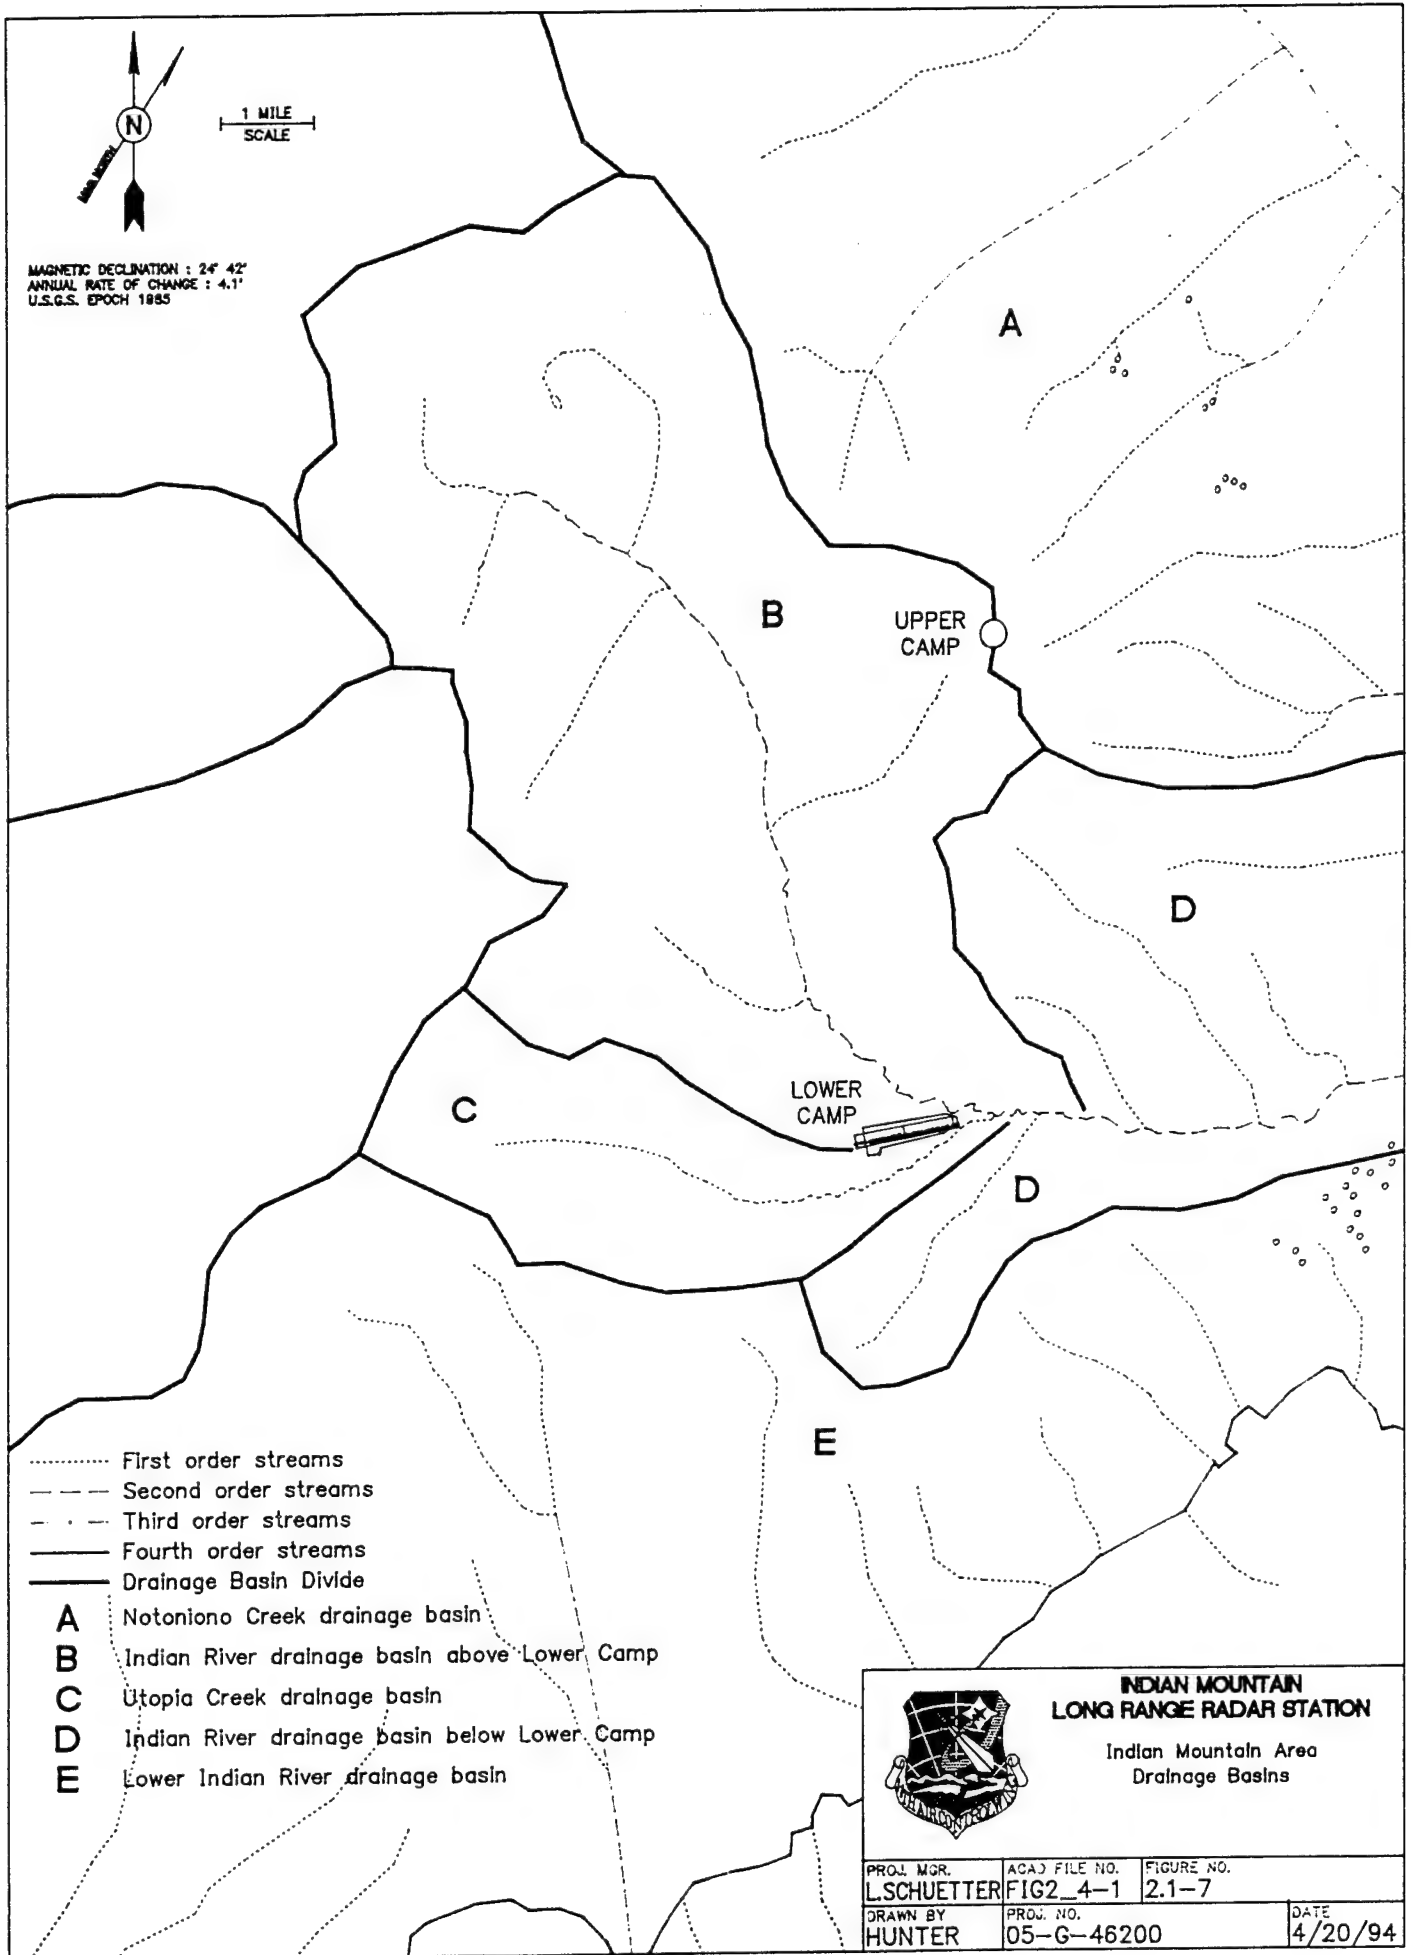 N
MAG NORTH
1 MILE
SCALE
MAGNETIC DECLINATION : 24° 42'
ANNUAL RATE OF CHANGE : 4.1'
U.S.G.S. EPOCH 1985
A
B
UPPER
CAMP
D
LOWER
CAMP
C
D
E
First order streams
Second order streams
Third order streams
Fourth order streams
Drainage Basin Divide
A Notoniono Creek drainage basin
B Indian River drainage basin above Lower Camp
C Utopia Creek drainage basin
D Indian River drainage basin below Lower Camp
E Lower Indian River drainage basin
INDIAN MOUNTAIN
LONG RANGE RADAR STATION
Indian Mountain Area
Drainage Basins
PROJ. MGR.
L.SCHUETTER
ACAD FILE NO.
FIG2_4-1
FIGURE NO.
2.1-7
DRAWN BY
HUNTER
PROJ. NO.
05-G-46200
DATE
4/20/94